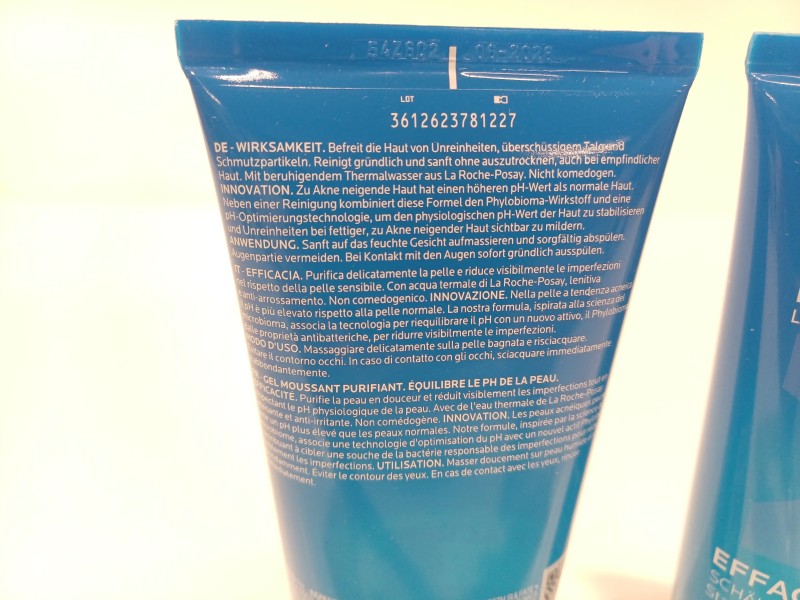 54Z602 08-2028
LOT
3612623781227
DE - WIRKSAMKEIT. Befreit die Haut von Unreinheiten, überschüssigem Talg und
Schmutzpartikeln. Reinigt gründlich und sanft ohne auszutrocknen, auch bei empfindlicher
Haut. Mit beruhigendem Thermalwasser aus La Roche-Posay. Nicht komedogen.
INNOVATION. Zu Akne neigende Haut hat einen höheren pH-Wert als normale Haut.
Neben einer Reinigung kombiniert diese Formel den Phylobioma-Wirkstoff und eine
pH-Optimierungstechnologie, um den physiologischen pH-Wert der Haut zu stabilisieren
und Unreinheiten bei fettiger, zu Akne neigender Haut sichtbar zu mildern.
ANWENDUNG. Sanft auf das feuchte Gesicht aufmassieren und sorgfältig abspülen.
Augenpartie vermeiden. Bei Kontakt mit den Augen sofort gründlich ausspülen.
IT - EFFICACIA. Purifica delicatamente la pelle e riduce visibilmente le imperfezioni
nel rispetto della pelle sensibile. Con acqua termale di La Roche-Posay, lenitiva
e anti-arrossamento. Non comedogenico. INNOVAZIONE. Nella pelle a tendenza acneica
pH è più elevato rispetto alla pelle normale. La nostra formula, ispirata alla scienza del
microbioma, associa la tecnologia per riequilibrare il pH con un nuovo attivo, il Phylobioma
dalle proprietà antibatteriche, per ridurre visibilmente le imperfezioni.
MODO D'USO. Massaggiare delicatamente sulla pelle bagnata e risciacquare.
Evitare il contorno occhi. In caso di contatto con gli occhi, sciacquare immediatamente
abbondantemente.
- GEL MOUSSANT PURIFIANT. ÉQUILIBRE LE PH DE LA PEAU.
EFFICACITÉ. Purifie la peau en douceur et réduit visiblement les imperfections tout en
respectant le pH physiologique de la peau. Avec de l'eau thermale de La Roche-Posay
apaisante et anti-irritante. Non comédogène. INNOVATION. Les peaux acnéiques
un pH plus élevé que les peaux normales. Notre formule, inspirée par la science
associe une technologie d'optimisation du pH avec un nouvel actif
à cibler une souche de la bactérie responsable des imperfections
les imperfections. UTILISATION. Masser doucement sur peau
Éviter le contour des yeux. En cas de contact avec les yeux, rincer
EFFAC
SCHÄ